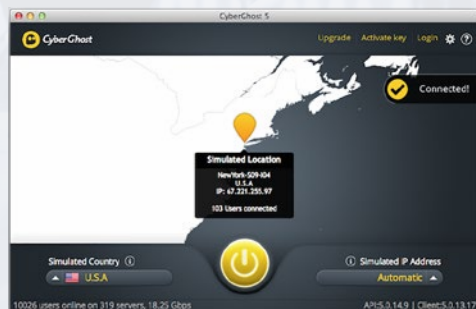 CyberGhost 5
CyberGhost
Upgrade Activate key Login
Connected!
Simulated Location
NewYork-S09-I04
U.S.A
IP: 67.221.255.97
103 Users connected
Simulated Country
U.S.A
Simulated IP Address
Automatic
10026 users online on 319 servers, 18.25 Gbps
API:5.0.14.9 | Client:5.0.13.17